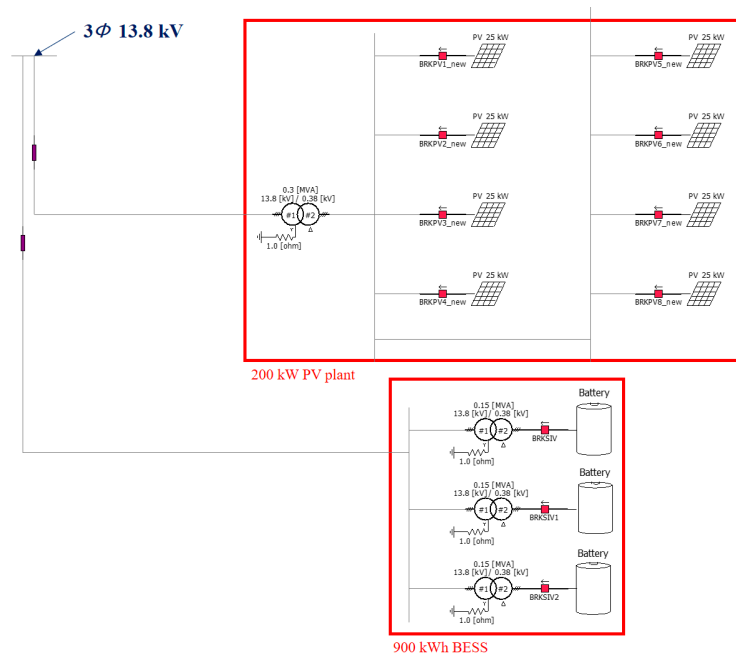 3Φ 13.8 kV
PV 25 kW
BRKPV1_new
PV 25 kW
BRKPV2_new
PV 25 kW
BRKPV3_new
PV 25 kW
BRKPV4_new
PV 25 kW
BRKPV5_new
PV 25 kW
BRKPV6_new
PV 25 kW
BRKPV7_new
PV 25 kW
BRKPV8_new
0.3 [MVA]
13.8 [kV] / 0.38 [kV]
#1 #2
Y Δ
1.0 [ohm]
200 kW PV plant
Battery
0.15 [MVA]
13.8 [kV] / 0.38 [kV]
#1 #2
BRKSIV
Y Δ
1.0 [ohm]
Battery
0.15 [MVA]
13.8 [kV] / 0.38 [kV]
#1 #2
BRKSIV1
Y Δ
1.0 [ohm]
Battery
0.15 [MVA]
13.8 [kV] / 0.38 [kV]
#1 #2
BRKSIV2
Y Δ
1.0 [ohm]
900 kWh BESS